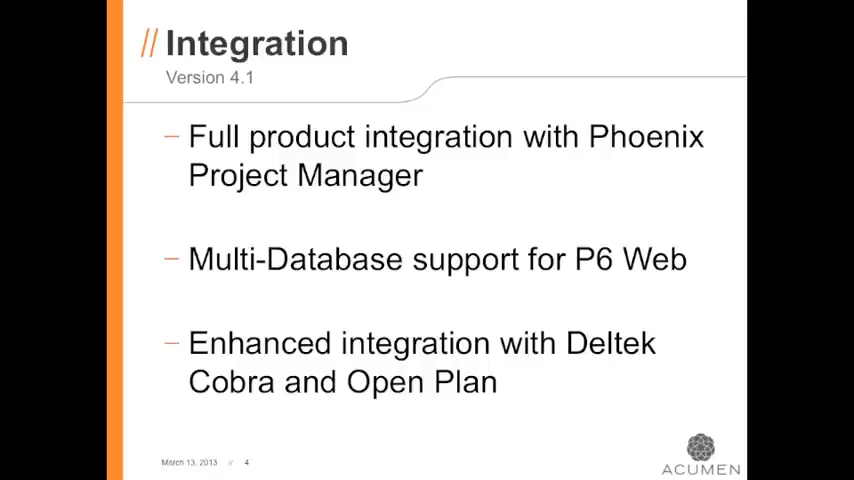 // Integration
Version 4.1
– Full product integration with Phoenix
Project Manager
– Multi-Database support for P6 Web
– Enhanced integration with Deltek
Cobra and Open Plan
March 13, 2013 // 4
ACUMEN